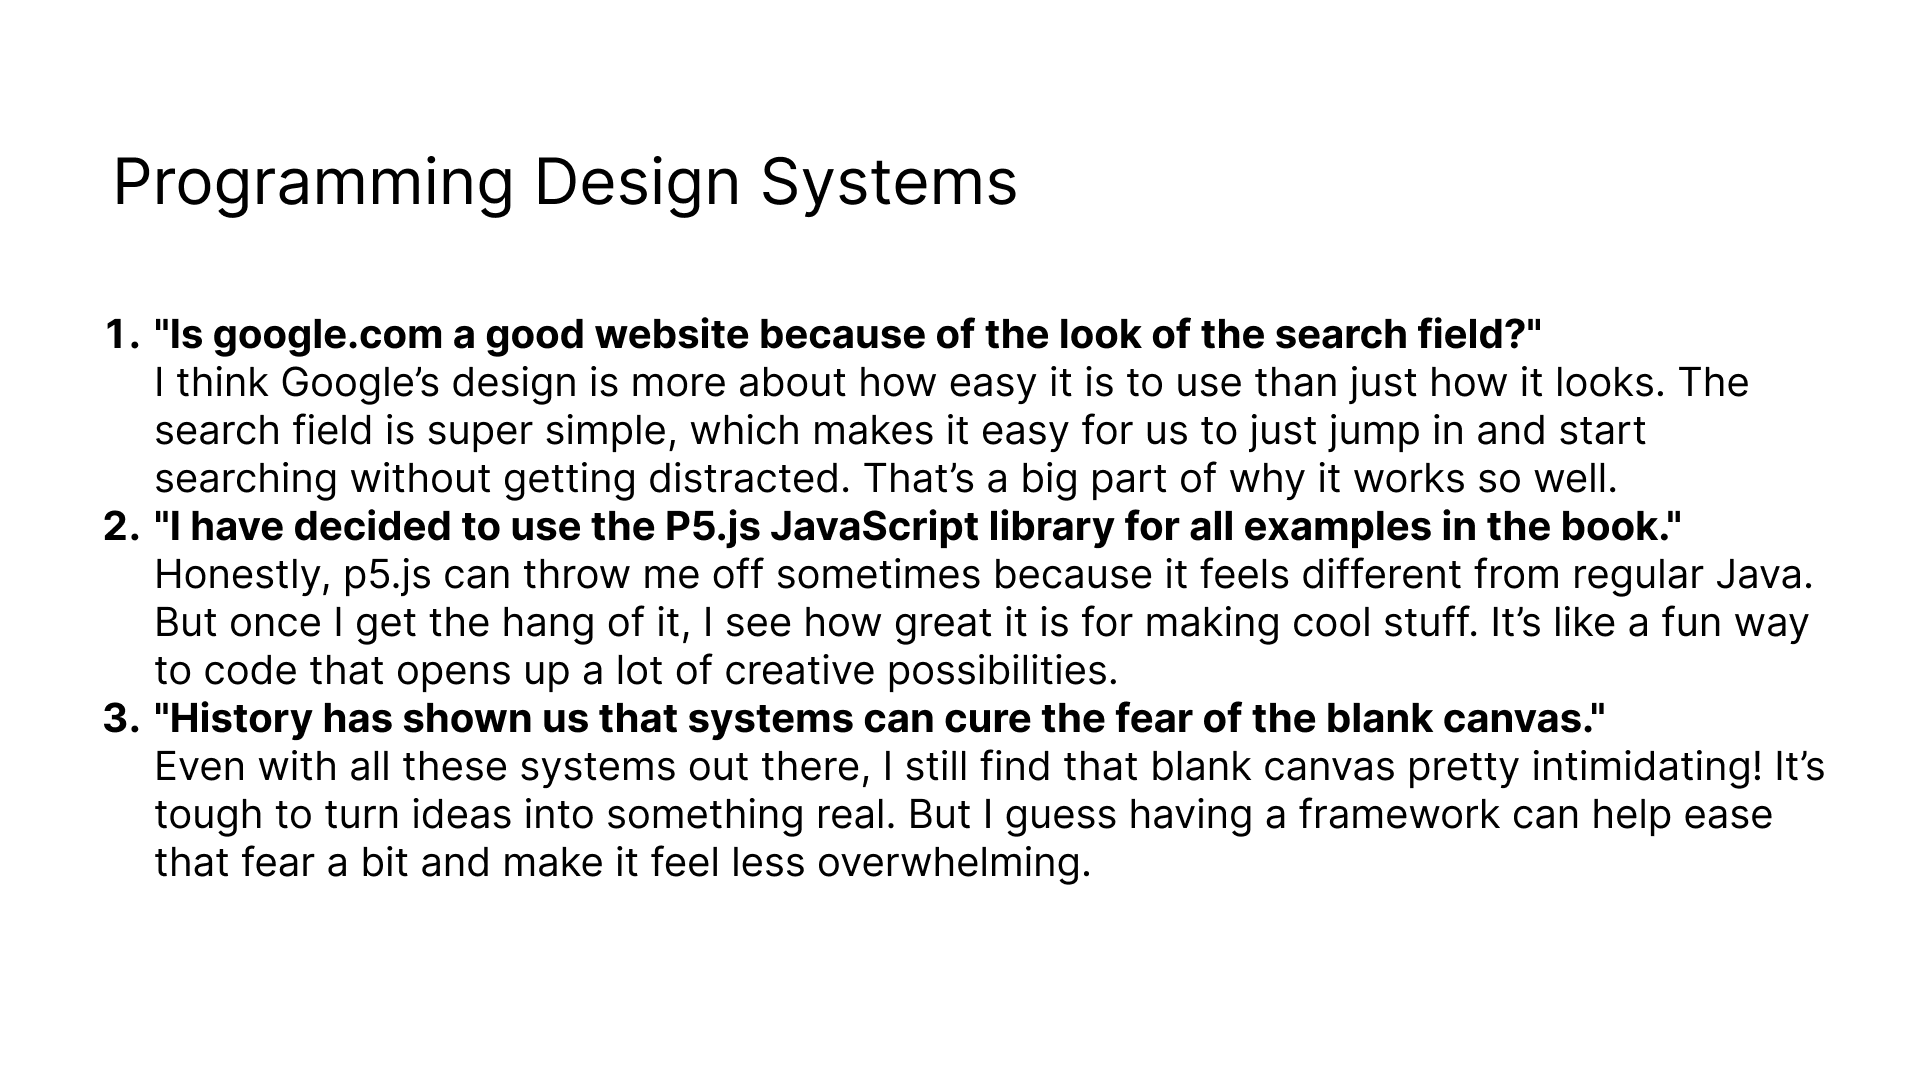 Programming Design Systems
1. "Is google.com a good website because of the look of the search field?"
I think Google’s design is more about how easy it is to use than just how it looks. The
search field is super simple, which makes it easy for us to just jump in and start
searching without getting distracted. That’s a big part of why it works so well.
2. "I have decided to use the P5.js JavaScript library for all examples in the book."
Honestly, p5.js can throw me off sometimes because it feels different from regular Java.
But once I get the hang of it, I see how great it is for making cool stuff. It’s like a fun way
to code that opens up a lot of creative possibilities.
3. "History has shown us that systems can cure the fear of the blank canvas."
Even with all these systems out there, I still find that blank canvas pretty intimidating! It’s
tough to turn ideas into something real. But I guess having a framework can help ease
that fear a bit and make it feel less overwhelming.